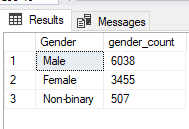 Results Messages
Gender gender_count
1 Male 6038
2 Female 3455
3 Non-binary 507